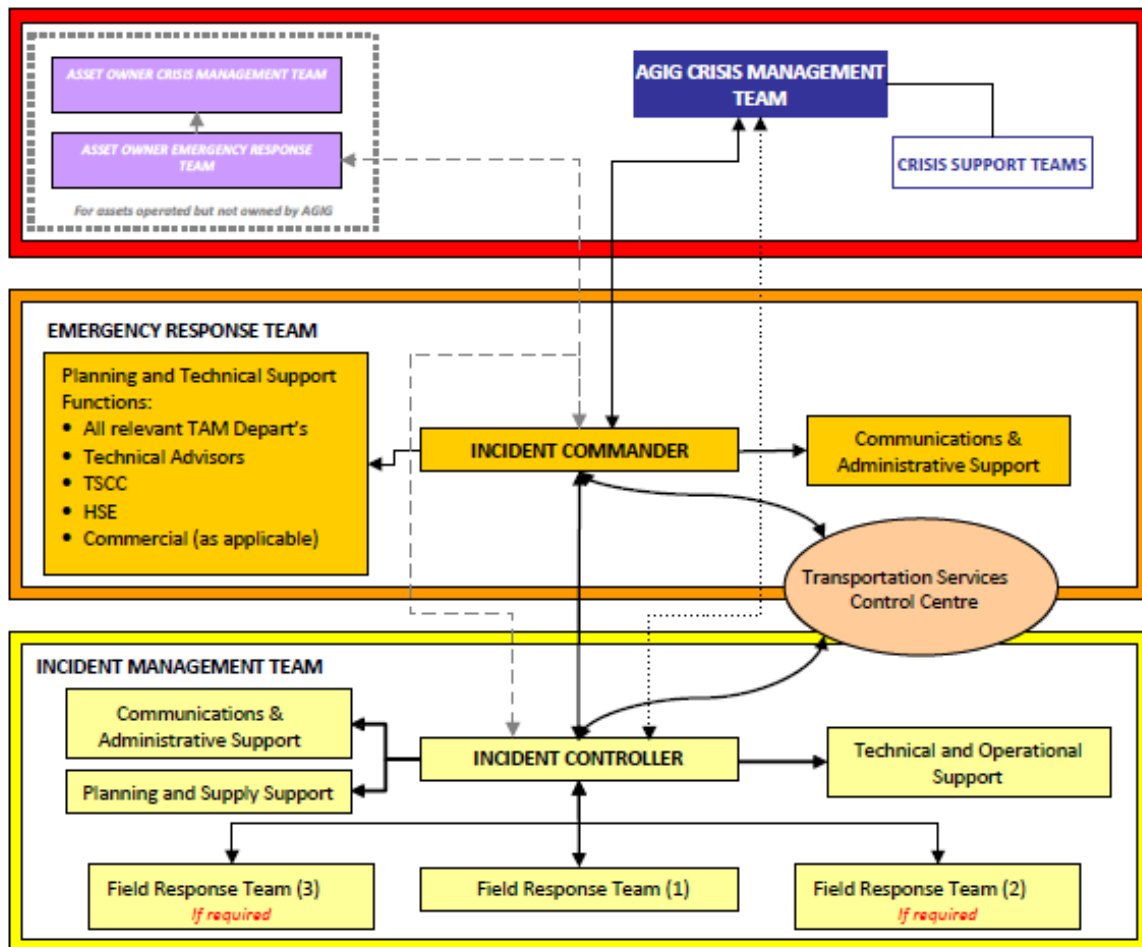 ASSET OWNER CRISIS MANAGEMENT TEAM
ASSET OWNER EMERGENCY RESPONSE
TEAM
For assets operated but not owned by AGIG
AGIG CRISIS MANAGEMENT
TEAM
CRISIS SUPPORT TEAMS
EMERGENCY RESPONSE TEAM
Planning and Technical Support
Functions:
• All relevant TAM Depart's
• Technical Advisors
• TSCC
• HSE
• Commercial (as applicable)
INCIDENT COMMANDER
Communications &
Administrative Support
Transportation Services
Control Centre
INCIDENT MANAGEMENT TEAM
Communications &
Administrative Support
Planning and Supply Support
INCIDENT CONTROLLER
Technical and Operational
Support
Field Response Team (3)
If required
Field Response Team (1)
Field Response Team (2)
If required